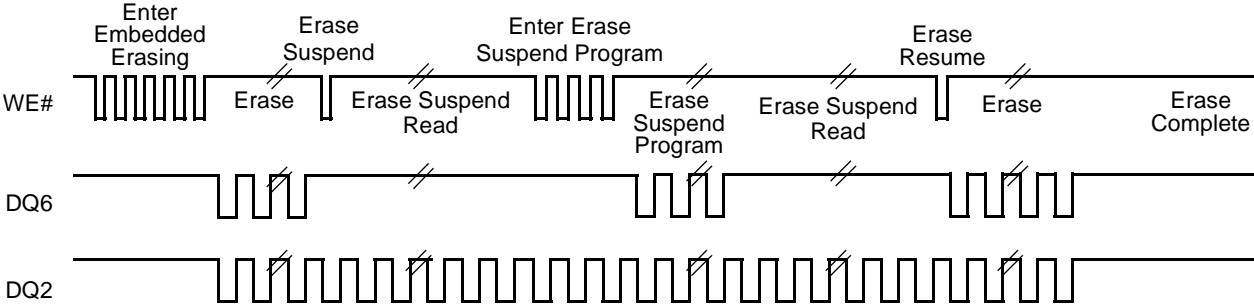 Enter
Embedded
Erasing
Erase
Suspend
Enter Erase
Suspend Program
Erase
Resume
WE#
Erase
Erase Suspend
Read
Erase
Suspend
Program
Erase Suspend
Read
Erase
Erase
Complete
DQ6
DQ2